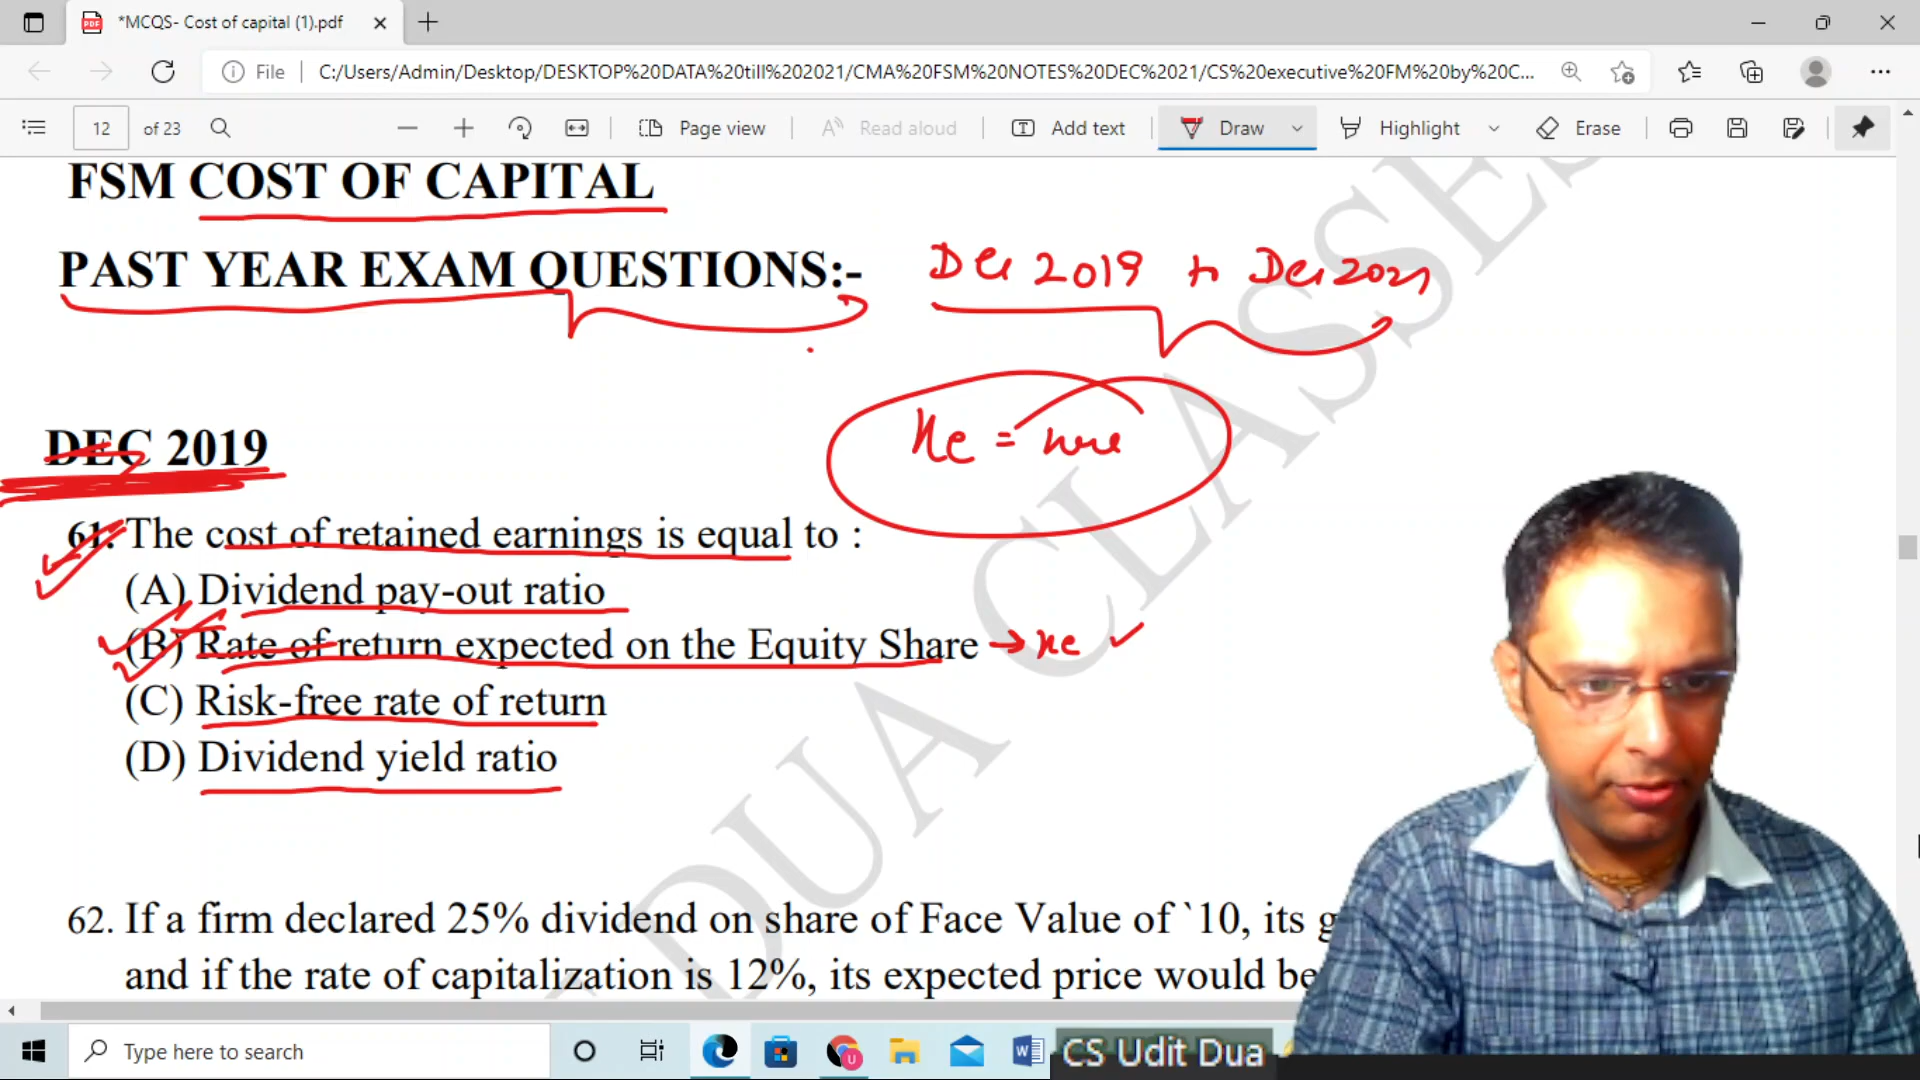 *MCQS- Cost of capital (1).pdf
File C:/Users/Admin/Desktop/DESKTOP%20DATA%20till%202021/CMA%20FSM%20NOTES%20DEC%2021/CS%20executive%20FM%20by%20C...
12 of 23 Page view Read aloud Add text Draw Highlight Erase
FSM COST OF CAPITAL
PAST YEAR EXAM QUESTIONS:- Dec 2019 to Dec 2021
Ke = kre
DEC 2019
61. The cost of retained earnings is equal to :
(A) Dividend pay-out ratio
(B) Rate of return expected on the Equity Share → Ke ✓
(C) Risk-free rate of return
(D) Dividend yield ratio
62. If a firm declared 25% dividend on share of Face Value of `10, its g
and if the rate of capitalization is 12%, its expected price would be
DUA CLASSES
Type here to search
CS Udit Dua